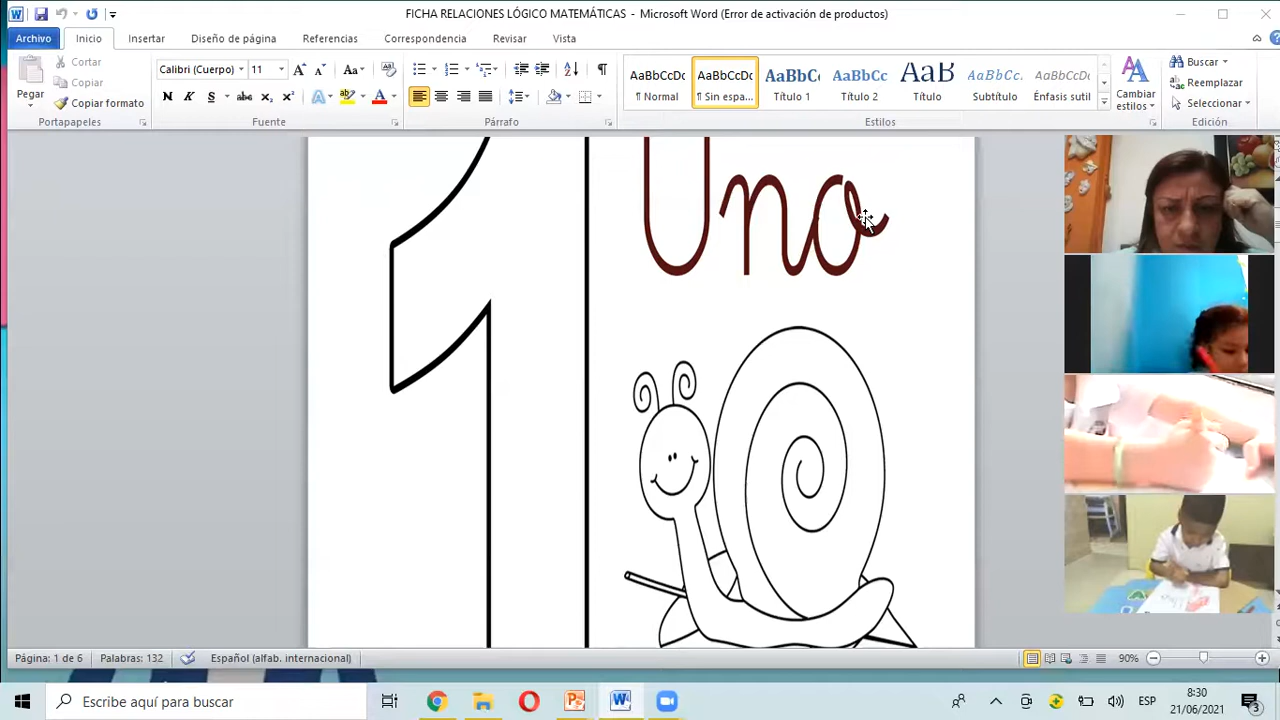 FICHA RELACIONES LÓGICO MATEMÁTICAS - Microsoft Word (Error de activación de productos)
Archivo Inicio Insertar Diseño de página Referencias Correspondencia Revisar Vista
Pegar
Cortar
Copiar
Copiar formato
Portapapeles
Calibri (Cuerpo) 11
Fuente
Párrafo
AaBbCcDc AaBbCcDc AaBbC AaBbCc AaB AaBbCc. AaBbCcDc
¶ Normal ¶ Sin espa... Título 1 Título 2 Título Subtítulo Énfasis sutil
Estilos
Cambiar estilos
Buscar
Reemplazar
Seleccionar
Edición
1
Uno
Página: 1 de 6 Palabras: 132 Español (alfab. internacional) 90%
Escribe aquí para buscar
ESP
8:30
21/06/2021
3